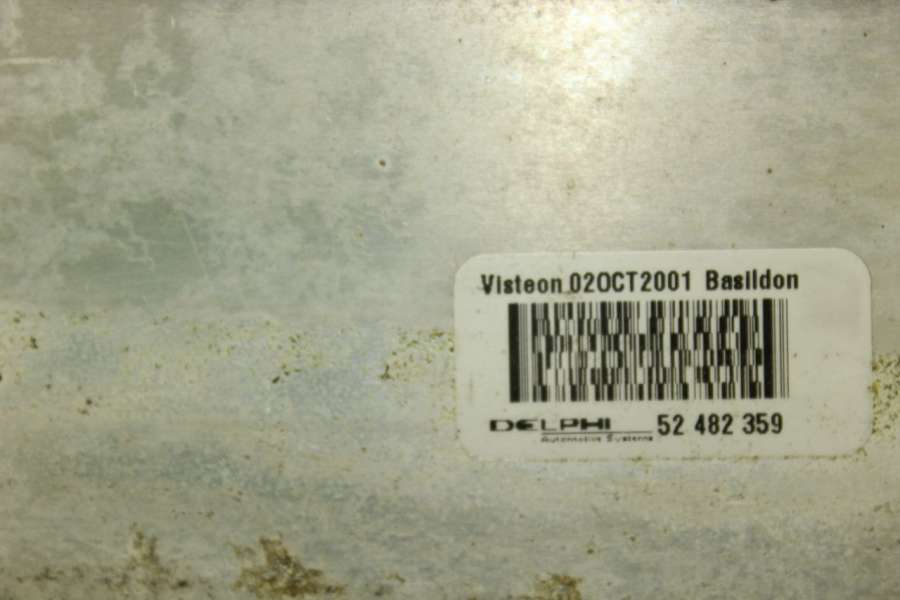 Visteon 02OCT2001 Basildon
DELPHI 52 482 359
Automotive Systems